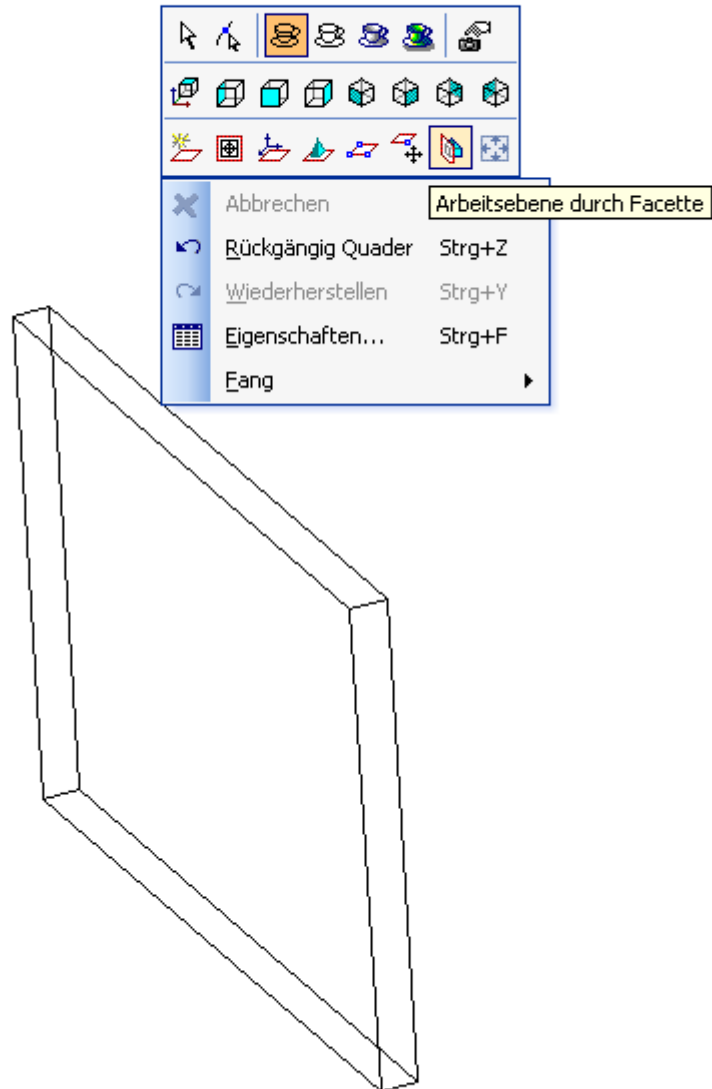 Abbrechen
Arbeitsebene durch Facette
Rückgängig Quader Strg+Z
Wiederherstellen Strg+Y
Eigenschaften... Strg+F
Fang